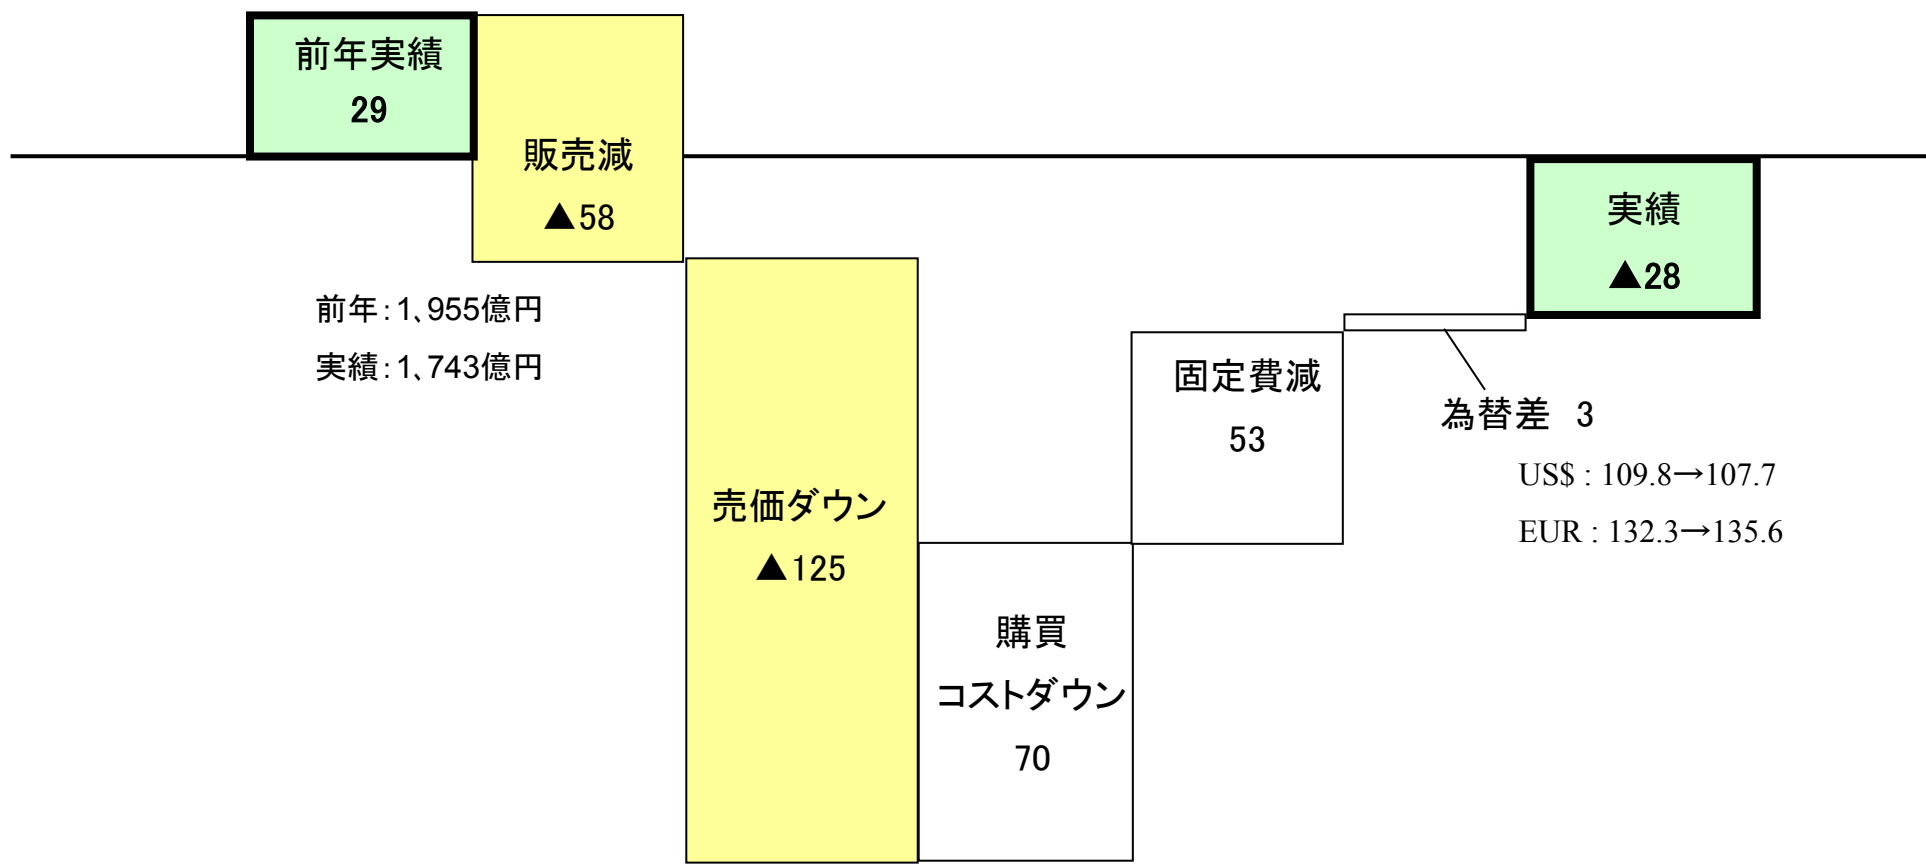 前年実績
29
販売減
▲58
前年：1、955億円
実績：1、743億円
売価ダウン
▲125
購買
コストダウン
70
固定費減
53
為替差 3
US$ : 109.8→107.7
EUR : 132.3→135.6
実績
▲28